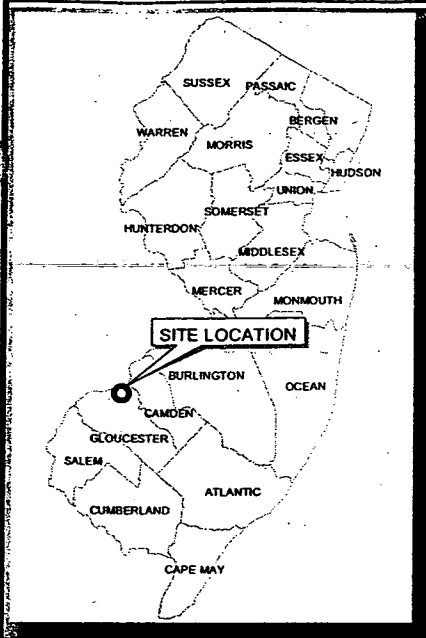 SUSSEX
PASSAIC
BERGEN
WARREN
MORRIS
ESSEX
HUDSON
UNION
SOMERSET
HUNTERDON
MIDDLESEX
MERCER
MONMOUTH
SITE LOCATION
BURLINGTON
OCEAN
CAMDEN
GLOUCESTER
SALEM
ATLANTIC
CUMBERLAND
CAPE MAY